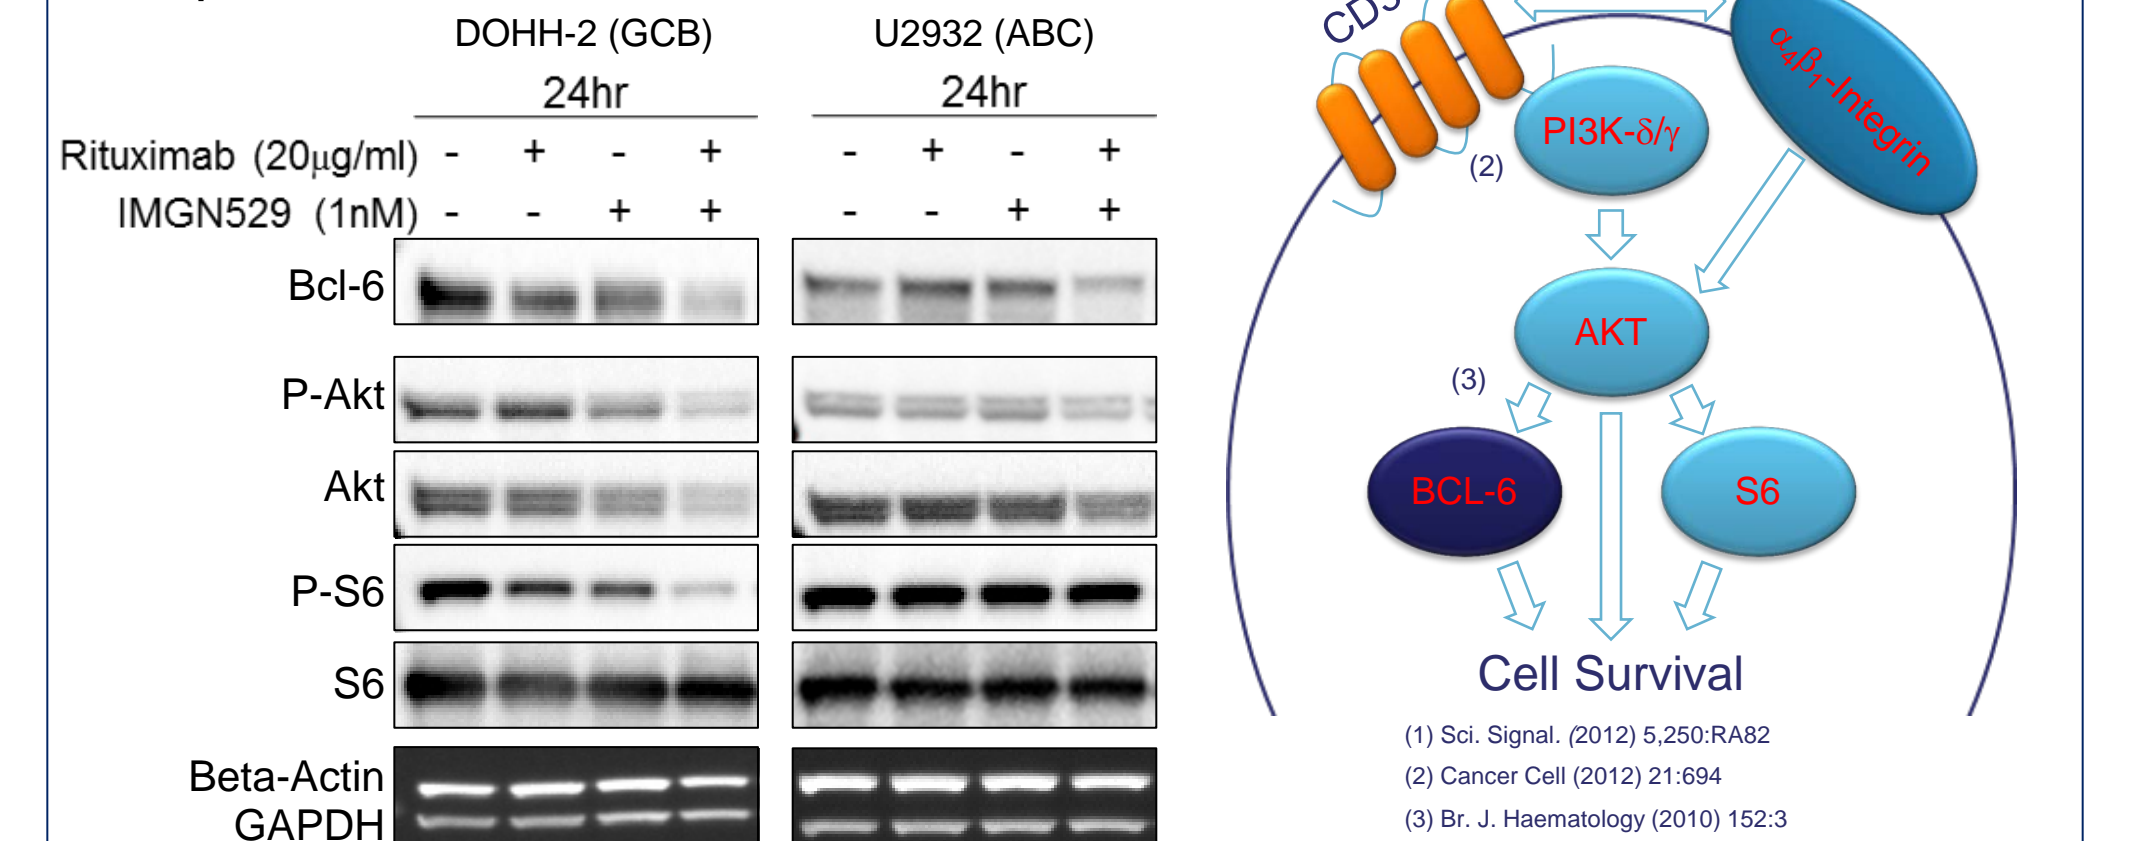 DOHH-2 (GCB)
U2932 (ABC)
24hr
24hr
Rituximab (20μg/ml) - + - + - + - +
IMGN529 (1nM) - - + + - - + +
Bcl-6
P-Akt
Akt
P-S6
S6
Beta-Actin
GAPDH
α4β1-Integrin
PI3K-δ/γ
(2)
AKT
(3)
BCL-6
S6
Cell Survival
(1) Sci. Signal. (2012) 5,250:RA82
(2) Cancer Cell (2012) 21:694
(3) Br. J. Haematology (2010) 152:3